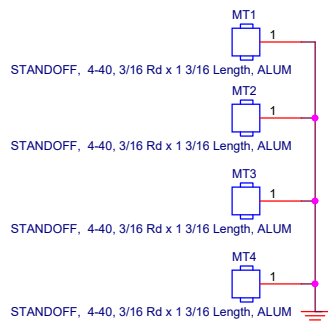 MT1
1
STANDOFF, 4-40, 3/16 Rd x 1 3/16 Length, ALUM
MT2
1
STANDOFF, 4-40, 3/16 Rd x 1 3/16 Length, ALUM
MT3
1
STANDOFF, 4-40, 3/16 Rd x 1 3/16 Length, ALUM
MT4
1
STANDOFF, 4-40, 3/16 Rd x 1 3/16 Length, ALUM